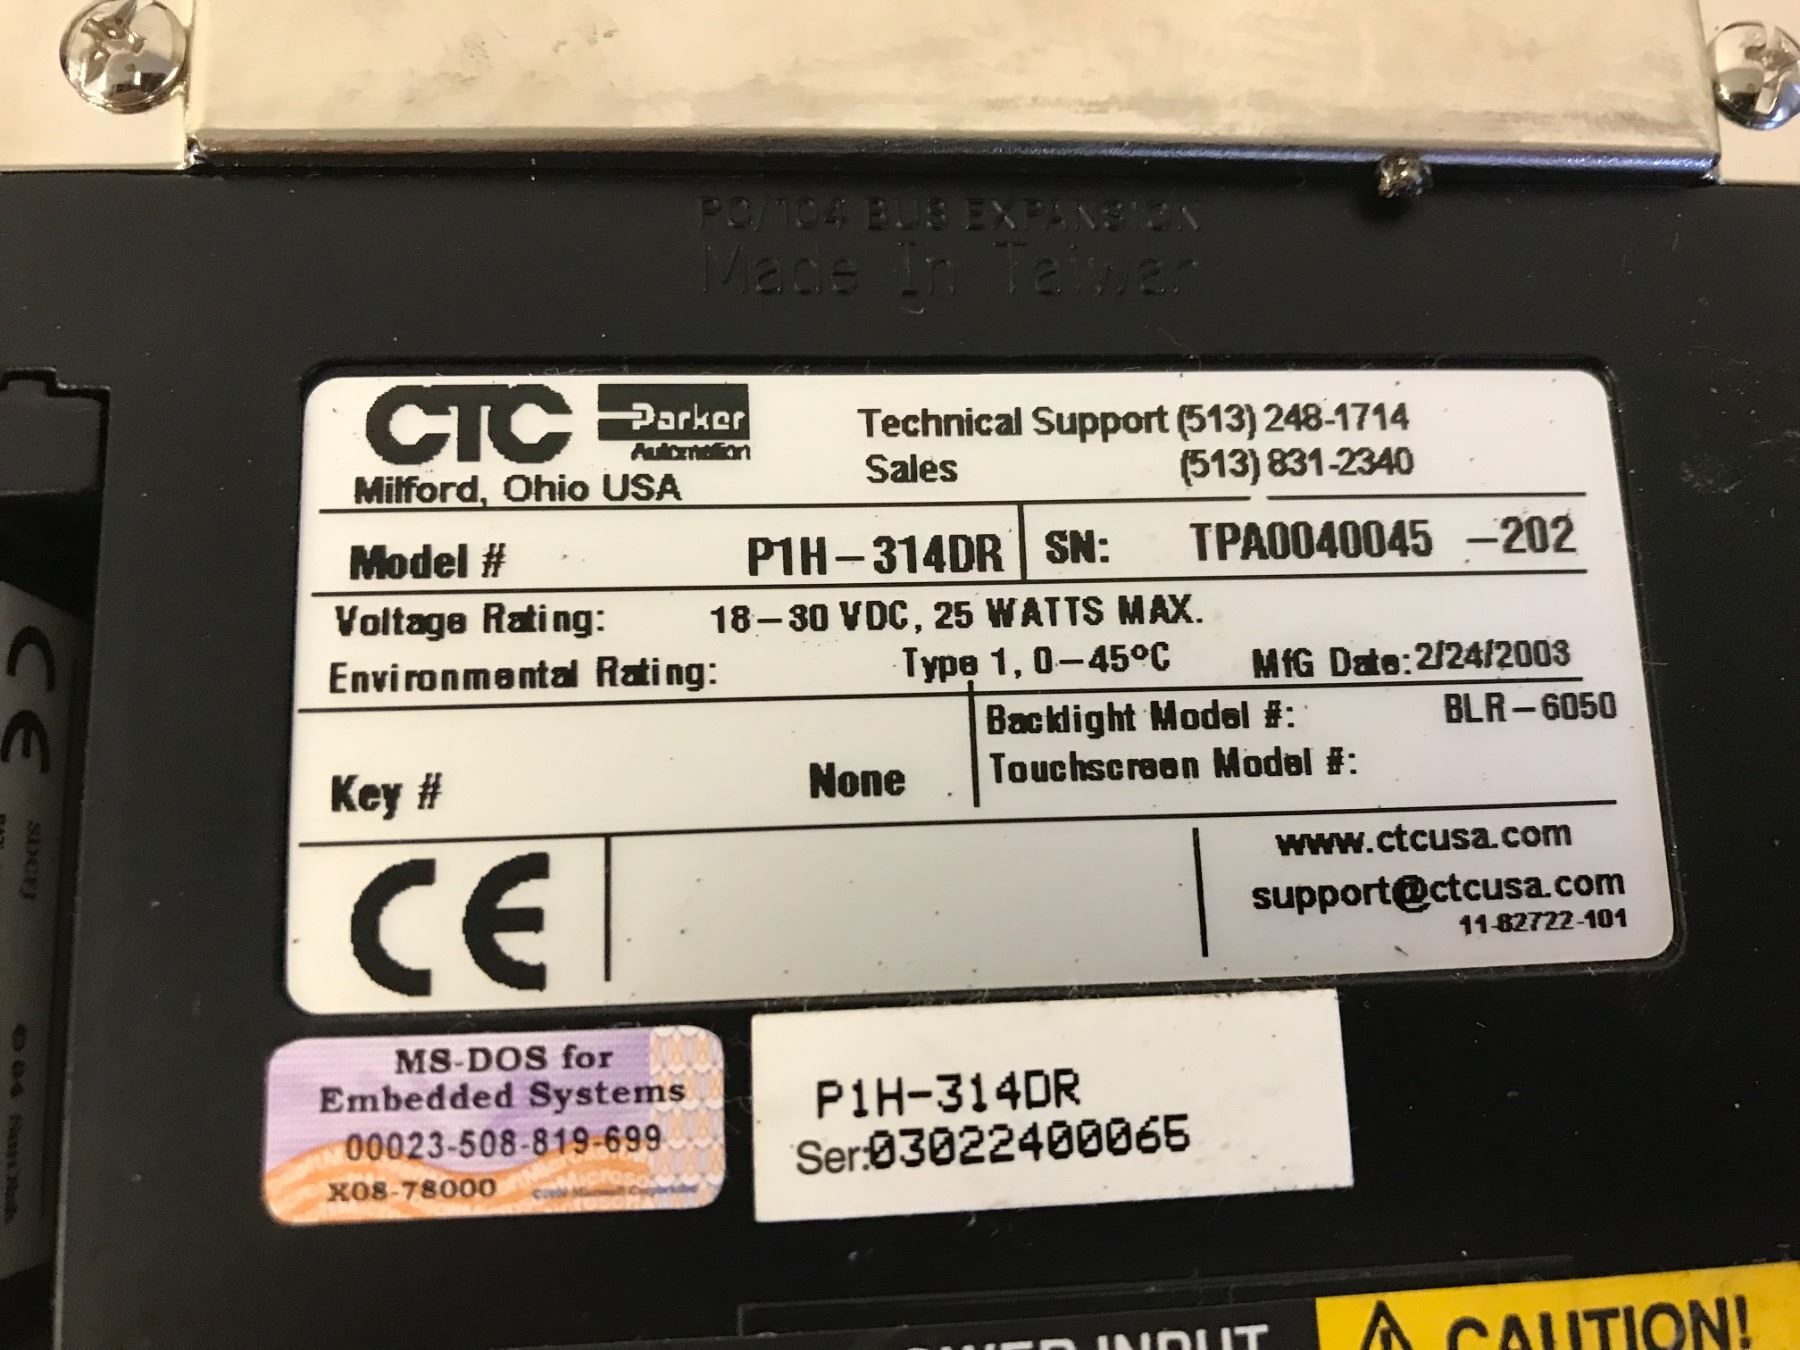 PC/104 BUS EXPANSION
Made In Taiwan
CTC Parker
Automation
Milford, Ohio USA
Technical Support (513) 248-1714
Sales (513) 831-2340
Model # P1H-314DR SN: TPA0040045 -202
Voltage Rating: 18-30 VDC, 25 WATTS MAX.
Environmental Rating: Type 1, 0-45°C MfG Date: 2/24/2003
Key # None
Backlight Model #: BLR-6050
Touchscreen Model #:
CE
www.ctcusa.com
support@ctcusa.com
11-82722-101
MS-DOS for
Embedded Systems
00023-508-819-699
X08-78000
P1H-314DR
Ser:03022400065
CE
INPUT
CAUTION!